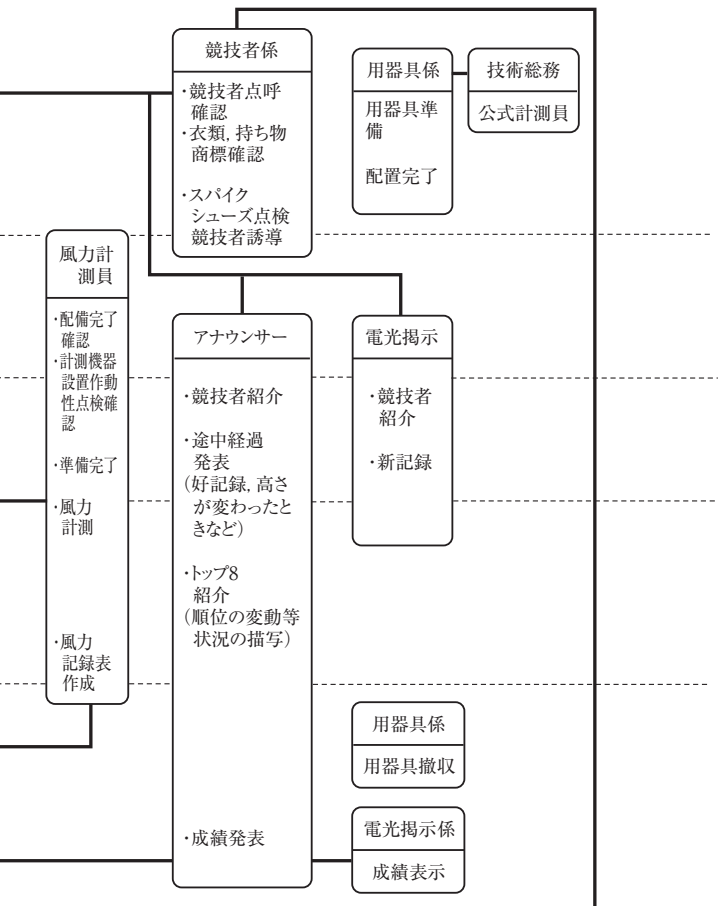 競技者係
・競技者点呼
確認
・衣類，持ち物
商標確認
・スパイク
シューズ点検
競技者誘導
用器具係
用器具準
備
配置完了
技術総務
公式計測員
風力計
測員
・配備完了
確認
・計測機器
設置作動
性点検確
認
・準備完了
・風力
計測
・風力
記録表
作成
アナウンサー
・競技者紹介
・途中経過
発表
（好記録，高さ
が変わったと
きなど）
・トップ8
紹介
（順位の変動等
状況の描写）
・成績発表
電光掲示
・競技者
紹介
・新記録
用器具係
用器具撤収
電光掲示係
成績表示